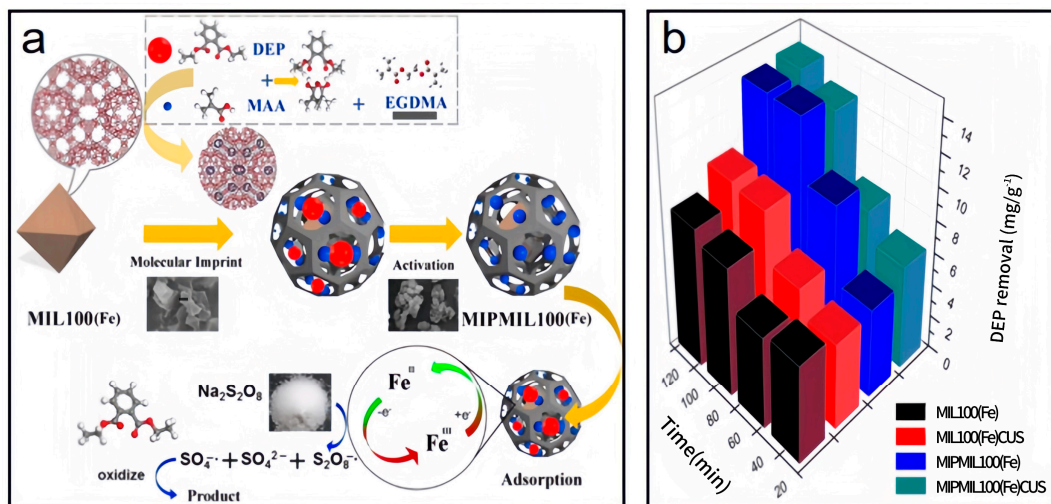 a
DEP
+
MAA
+
EGDMA
Molecular Imprint
Activation
MIL100(Fe)
MIPMIL100(Fe)
Na₂S₂O₈
Fe^II
-e⁻
+e⁻
Fe^III
oxidize
SO₄⁻· + SO₄²⁻ + S₂O₈⁻·
Product
Adsorption
b
14
12
10
8
6
4
2
0
DEP removal (mg/g⁻¹)
120
100
80
60
40
20
Time(min)
MIL100(Fe)
MIL100(Fe)CUS
MIPMIL100(Fe)
MIPMIL100(Fe)CUS